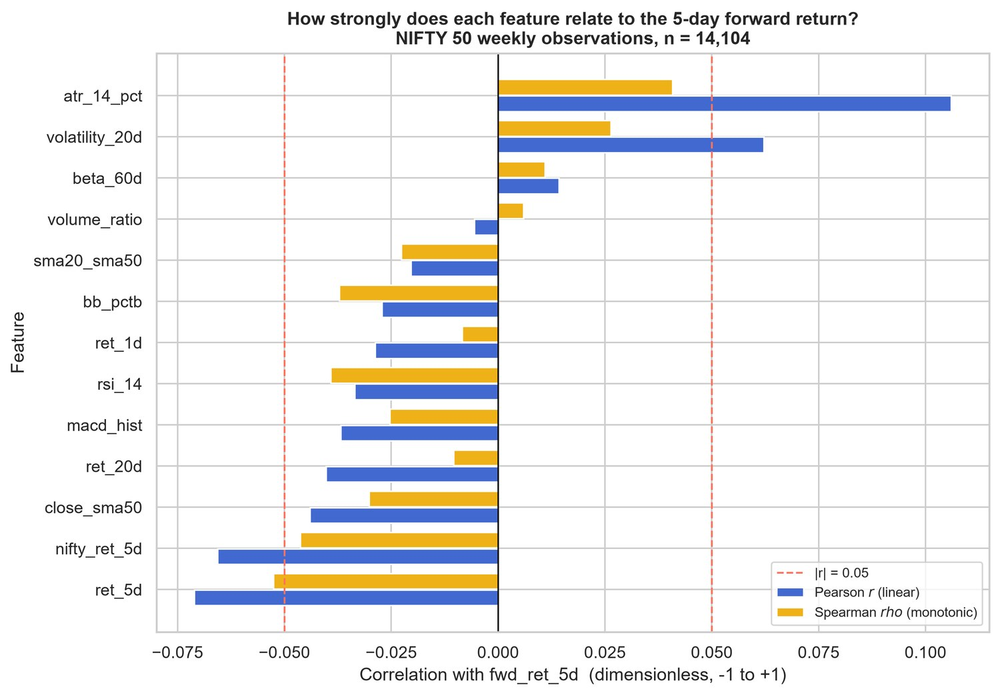 How strongly does each feature relate to the 5-day forward return?
NIFTY 50 weekly observations, n = 14,104
Feature
atr_14_pct
volatility_20d
beta_60d
volume_ratio
sma20_sma50
bb_pctb
ret_1d
rsi_14
macd_hist
ret_20d
close_sma50
nifty_ret_5d
ret_5d
|r| = 0.05
Pearson r (linear)
Spearman rho (monotonic)
−0.075 −0.050 −0.025 0.000 0.025 0.050 0.075 0.100
Correlation with fwd_ret_5d (dimensionless, -1 to +1)